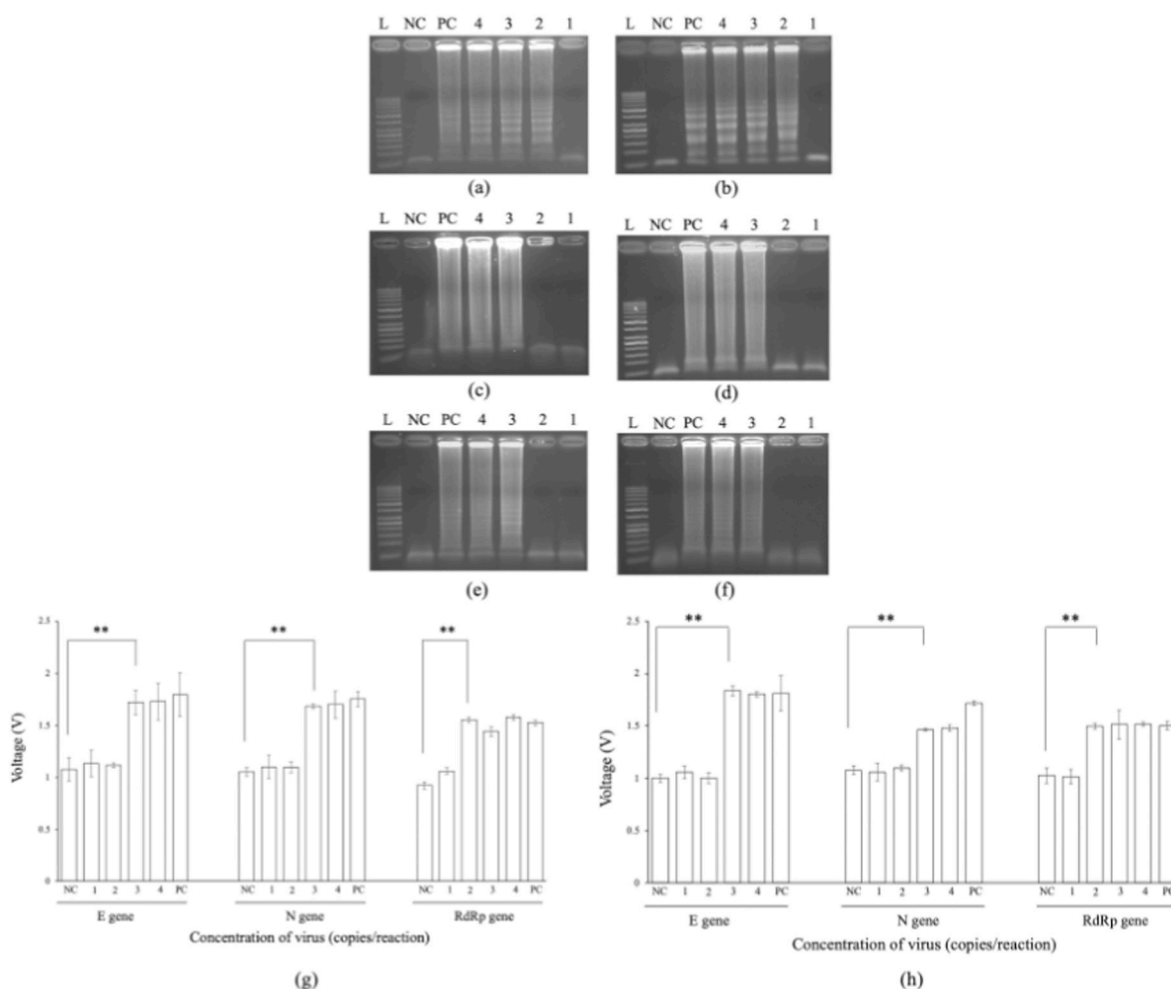 L NC PC 4 3 2 1
L NC PC 4 3 2 1
(a)
(b)
L NC PC 4 3 2 1
L NC PC 4 3 2 1
(c)
(d)
L NC PC 4 3 2 1
L NC PC 4 3 2 1
(e)
(f)
2.5
2
1.5
1
0.5
0
Voltage (V)
**
**
**
NC 1 2 3 4 PC
NC 1 2 3 4 PC
NC 1 2 3 4 PC
E gene
N gene
RdRp gene
Concentration of virus (copies/reaction)
(g)
2.5
2
1.5
1
0.5
0
Voltage (V)
**
**
**
NC 1 2 3 4 PC
NC 1 2 3 4 PC
NC 1 2 3 4 PC
E gene
N gene
RdRp gene
Concentration of virus (copies/reaction)
(h)